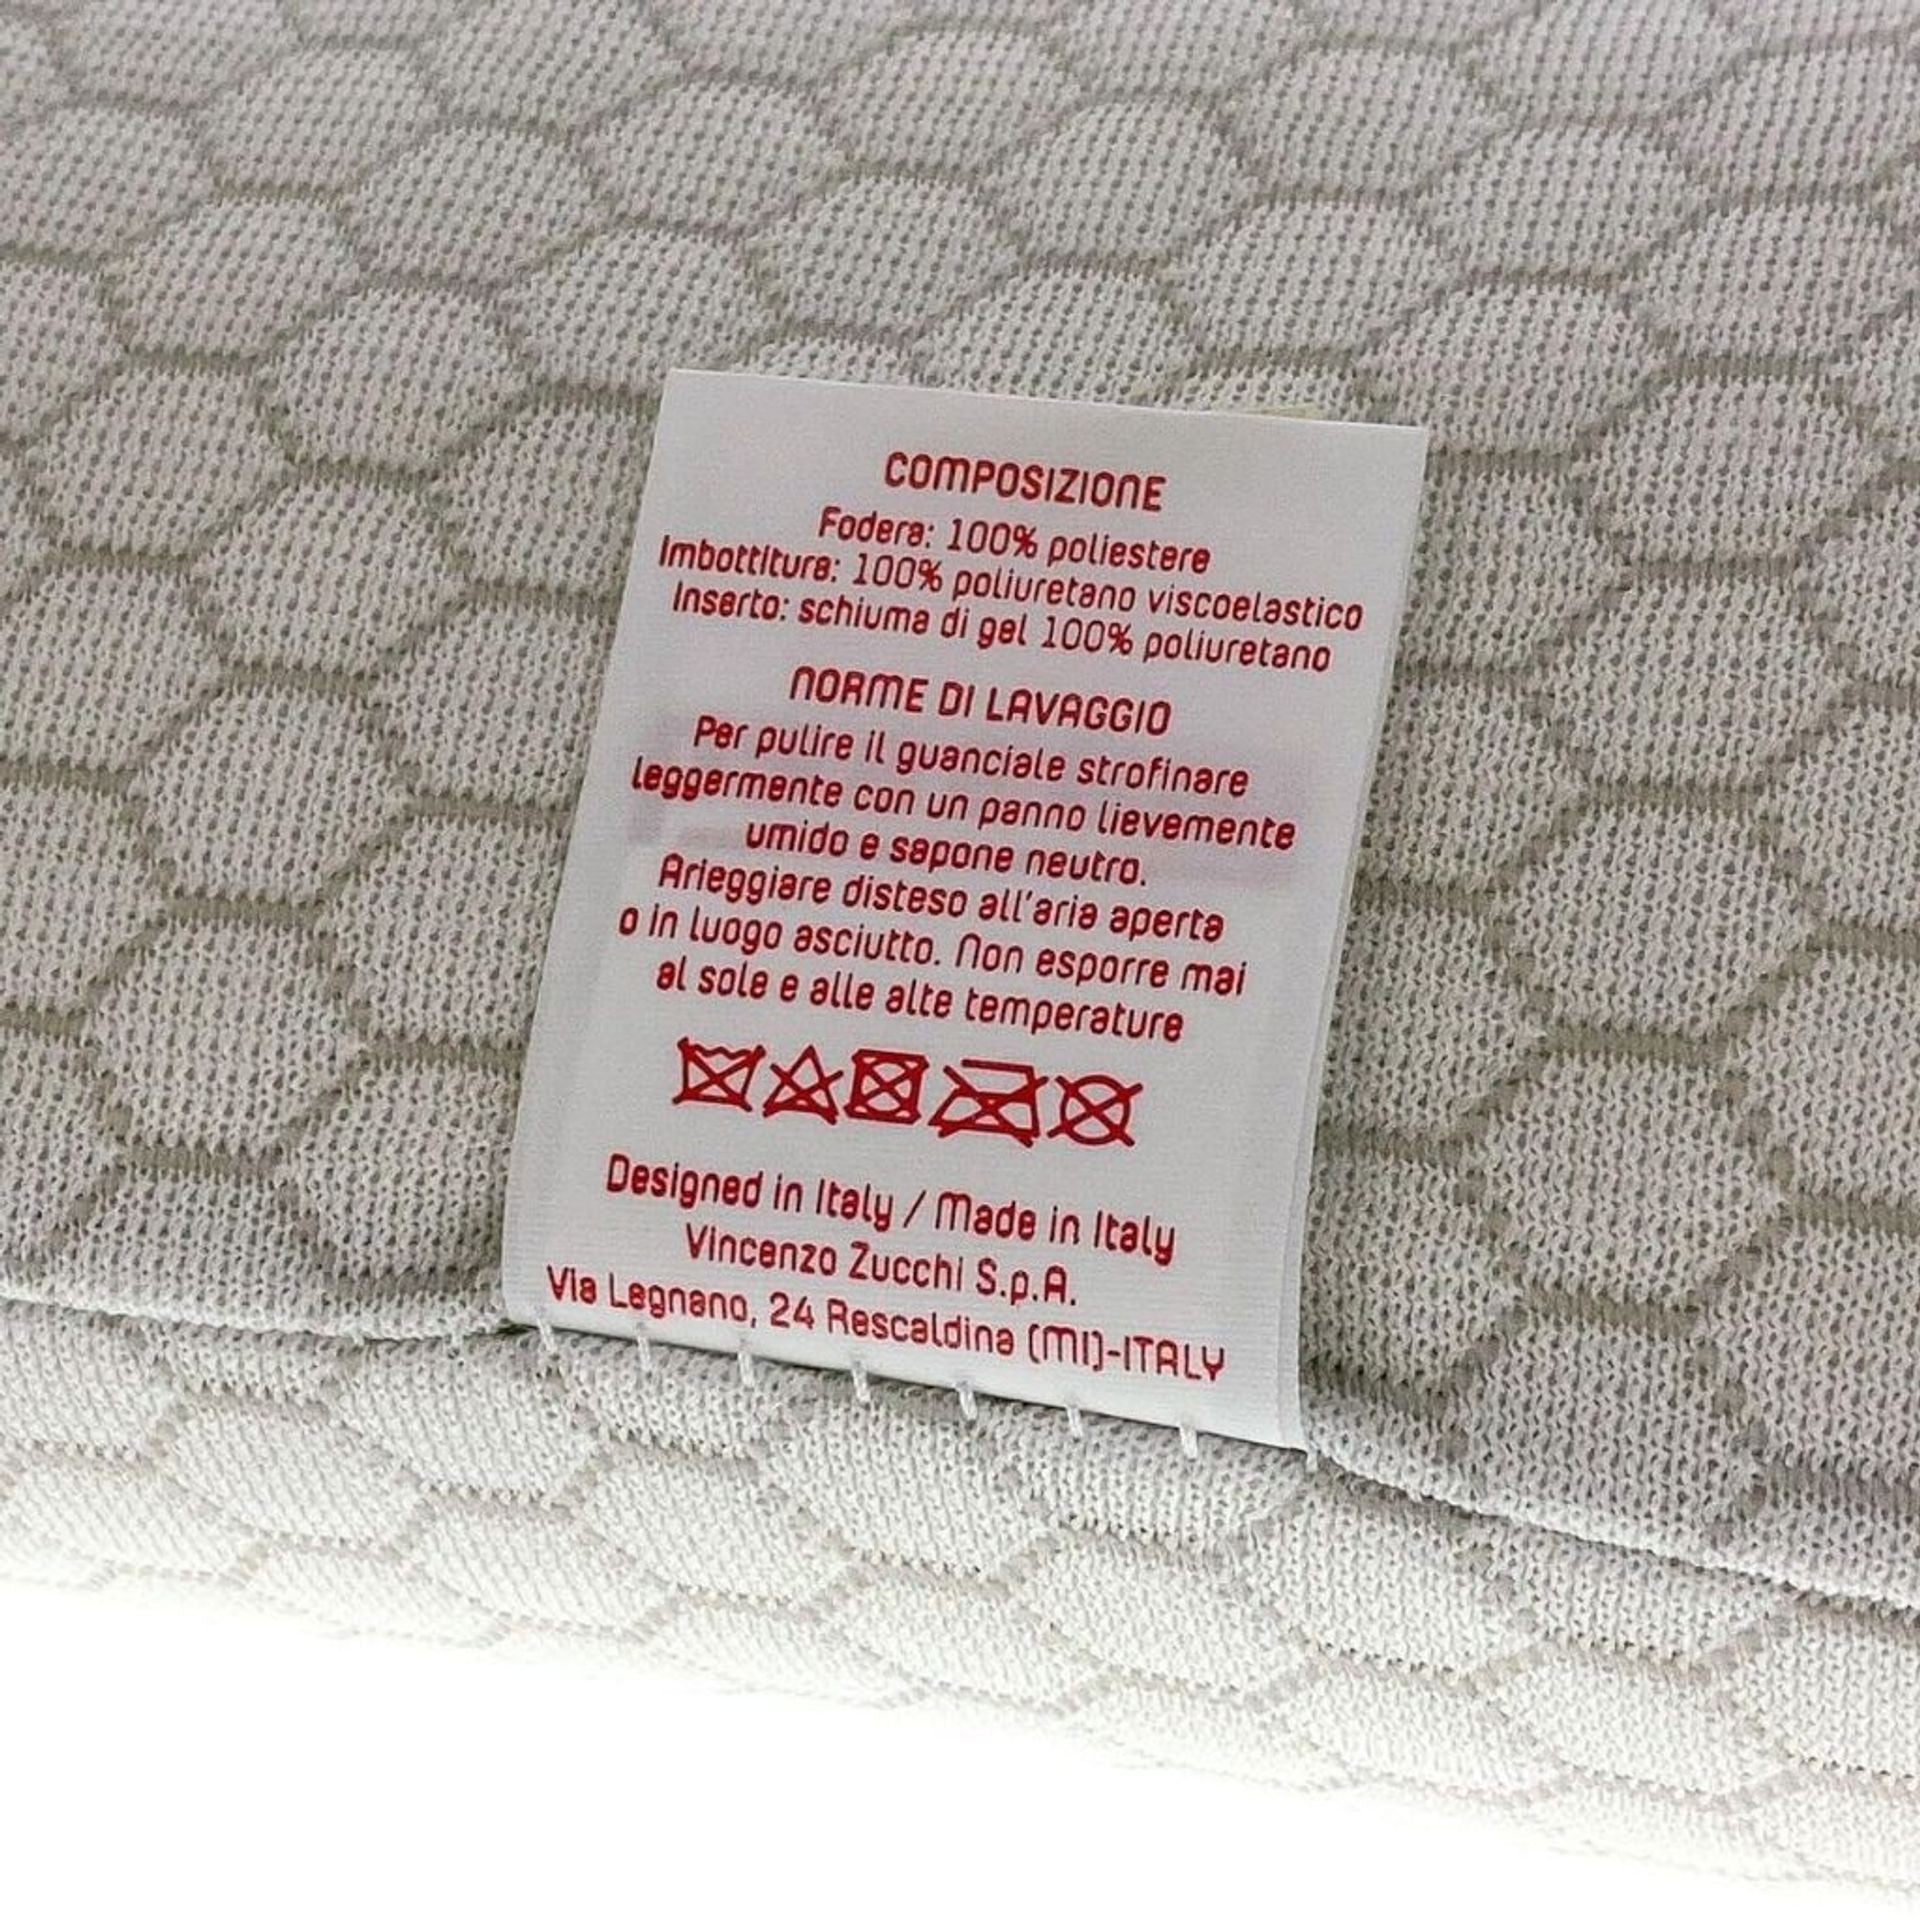 COMPOSIZIONE
Fodera: 100% poliestere
Imbottitura: 100% poliuretano viscoelastico
Inserto: schiuma di gel 100% poliuretano
NORME DI LAVAGGIO
Per pulire il guanciale strofinare
leggermente con un panno lievemente
umido e sapone neutro.
Arieggiare disteso all'aria aperta
o in luogo asciutto. Non esporre mai
al sole e alle alte temperature
Designed in Italy / Made in Italy
Vincenzo Zucchi S.p.A.
Via Legnano, 24 Rescaldina (MI)-ITALY